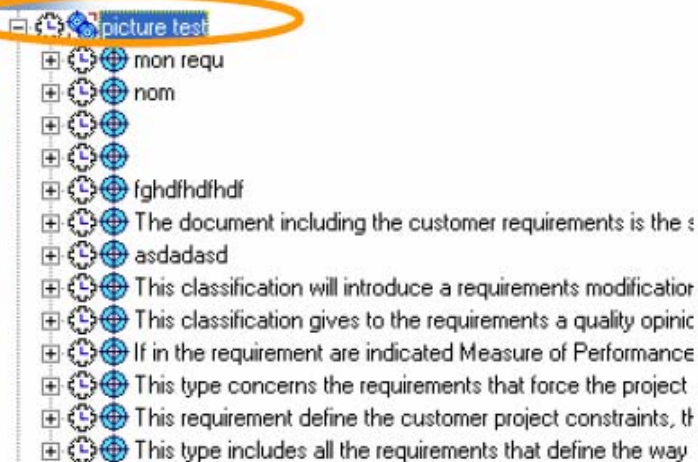 picture test
mon requ
nom
fghdfhdfhdf
The document including the customer requirements is the
asdadasd
This classification will introduce a requirements modification
This classification gives to the requirements a quality
If in the requirement are indicated Measure of Performance
This type concerns the requirements that force the project
This requirement define the customer project constraints,
This type includes all the requirements that define the way